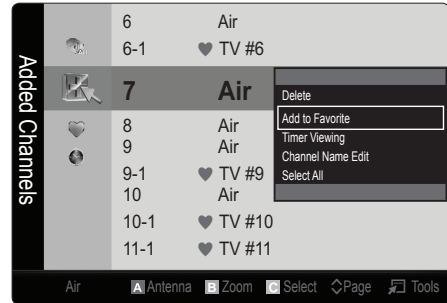 Added Channels
6 Air
6-1 ♥ TV #6
7 Air
8 Air
9 Air
9-1 ♥ TV #9
10 Air
10-1 ♥ TV #10
11-1 ♥ TV #11
Delete
Add to Favorite
Timer Viewing
Channel Name Edit
Select All
Air A Antenna B Zoom C Select Page Tools